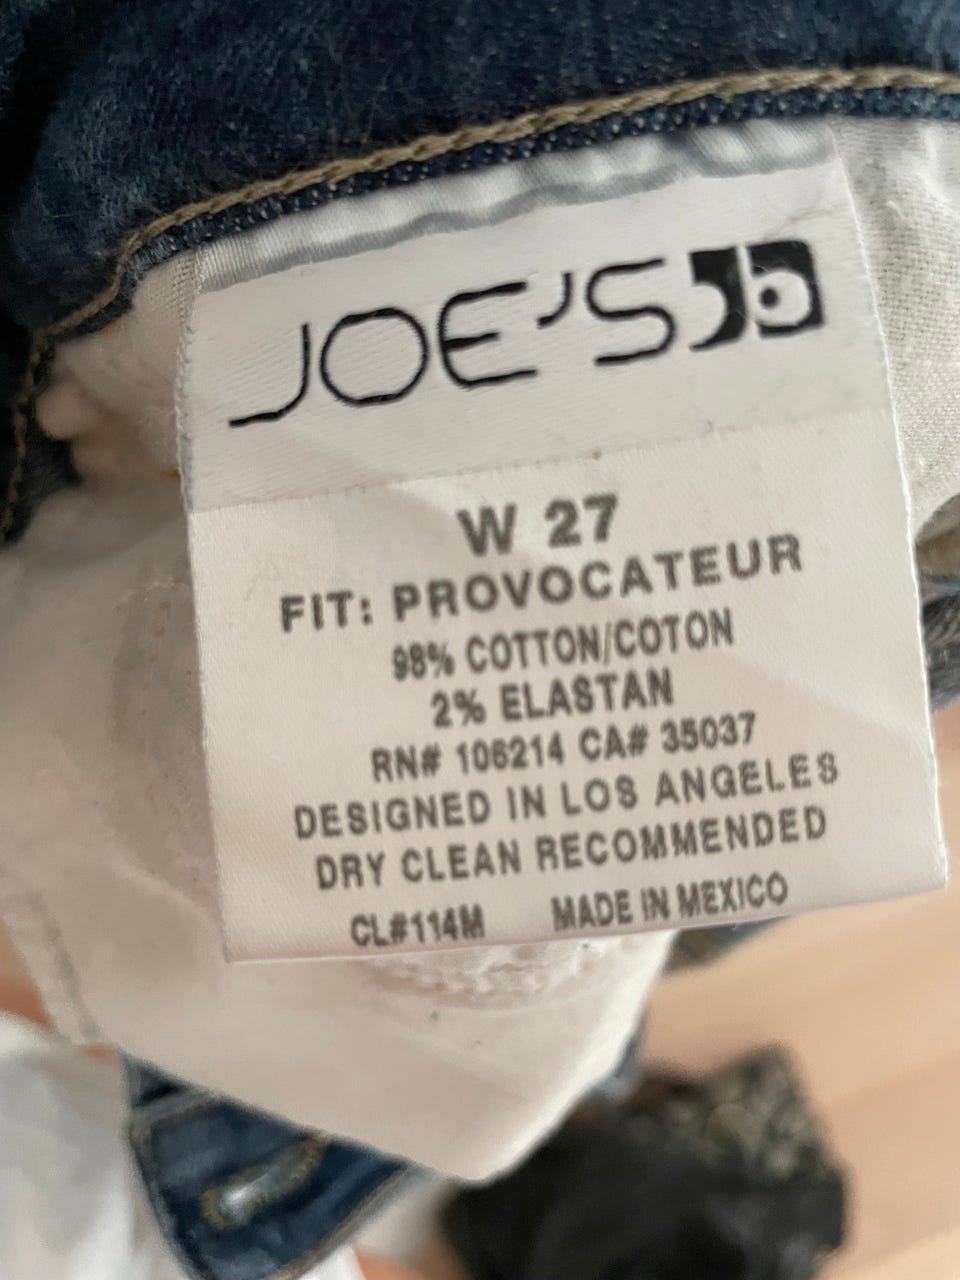 JOE'S
W 27
FIT: PROVOCATEUR
98% COTTON/COTON
2% ELASTAN
RN# 106214 CA# 35037
DESIGNED IN LOS ANGELES
DRY CLEAN RECOMMENDED
CL#114M MADE IN MEXICO